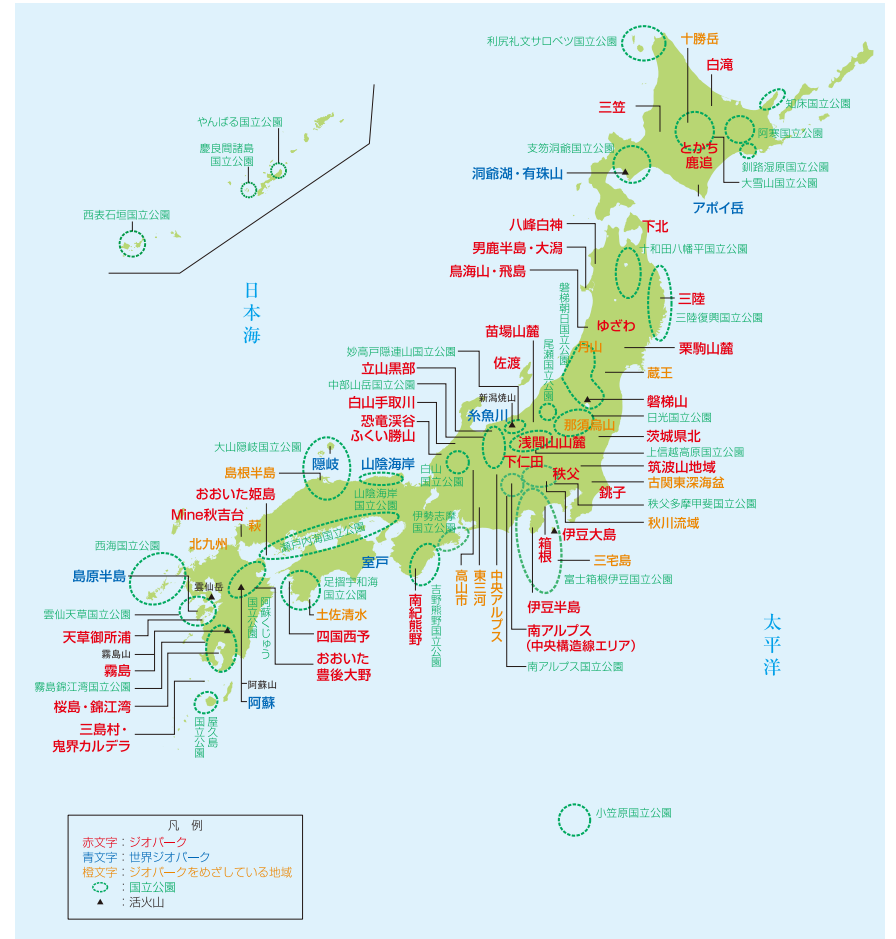 利尻礼文サロベツ国立公園
十勝岳
白滝
三笠
知床国立公園
阿寒国立公園
支笏洞爺国立公園
とかち
鹿追
釧路湿原国立公園
大雪山国立公園
洞爺湖・有珠山
アポイ岳
やんばる国立公園
慶良間諸島
国立公園
西表石垣国立公園
日本海
八峰白神
下北
男鹿半島・大潟
十和田八幡平国立公園
鳥海山・飛島
三陸
三陸復興国立公園
磐梯朝日国立公園
ゆざわ
苗場山麓
尾瀬国立公園
月山
栗駒山麓
妙高戸隠連山国立公園
佐渡
立山黒部
蔵王
中部山岳国立公園
新潟焼山
磐梯山
白山手取川
糸魚川
日光国立公園
恐竜渓谷
ふくい勝山
那須烏山
茨城県北
浅間山山麓
上信越高原国立公園
大山隠岐国立公園
隠岐
山陰海岸
白山
国立公園
下仁田
筑波山地域
島根半島
秩父
古関東深海盆
おおいた姫島
山陰海岸
国立公園
銚子
秩父多摩甲斐国立公園
Mine秋吉台
萩
伊勢志摩
国立公園
秋川流域
瀬戸内海国立公園
北九州
伊豆大島
西海国立公園
室戸
箱根
三宅島
島原半島
雲仙岳
足摺宇和海
国立公園
富士箱根伊豆国立公園
高山市
東三河
中央アルプス
南紀熊野
吉野熊野国立公園
阿蘇くじゅう
国立公園
雲仙天草国立公園
土佐清水
伊豆半島
天草御所浦
四国西予
南アルプス
(中央構造線エリア)
霧島山
霧島
おおいた
豊後大野
南アルプス国立公園
霧島錦江湾国立公園
阿蘇山
阿蘇
桜島・錦江湾
三島村・
鬼界カルデラ
屋久島
国立公園
太平洋
小笠原国立公園
凡 例
赤文字：ジオパーク
青文字：世界ジオパーク
橙文字：ジオパークをめざしている地域
：国立公園
：活火山